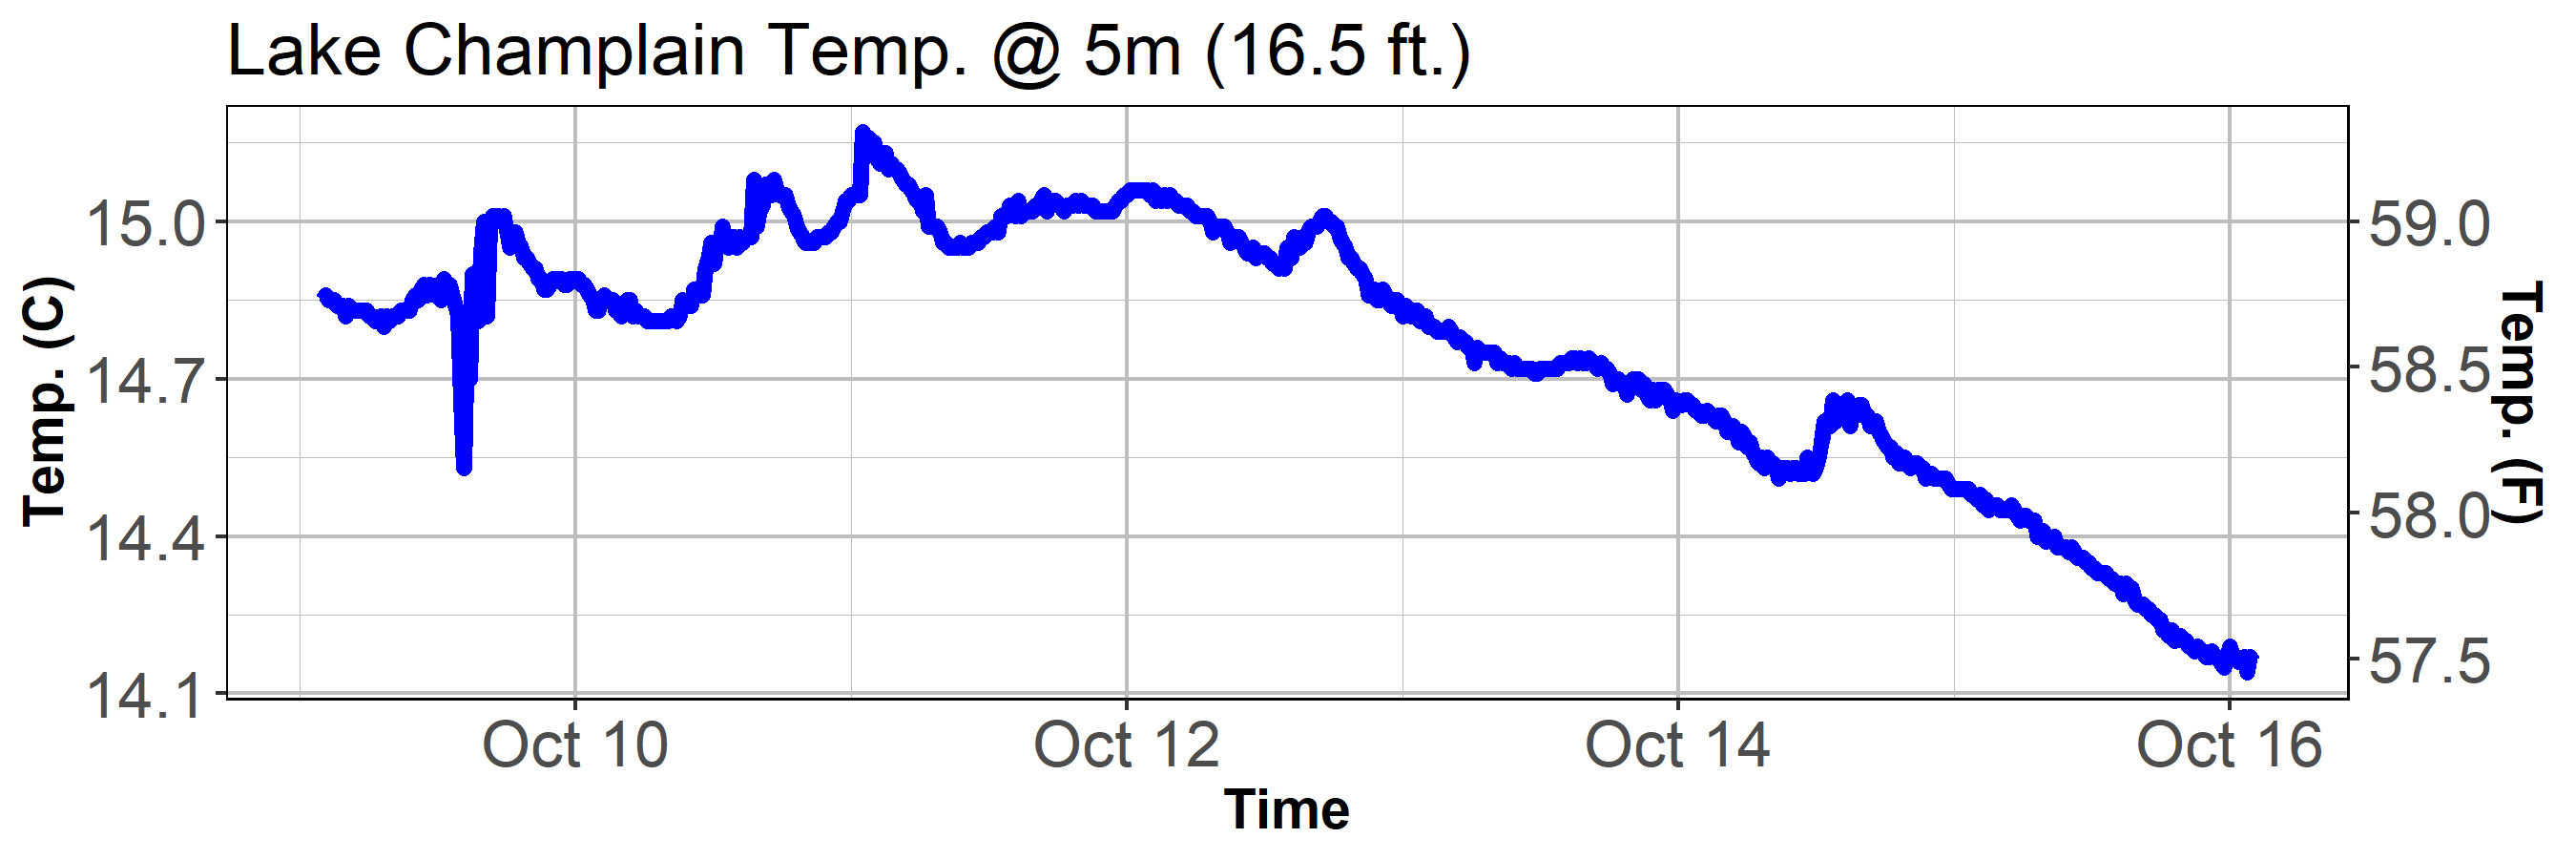 Lake Champlain Temp. @ 5m (16.5 ft.)
Temp. (C)
15.0
14.7
14.4
14.1
59.0
58.5
58.0
57.5
Temp. (F)
Oct 10
Oct 12
Oct 14
Oct 16
Time